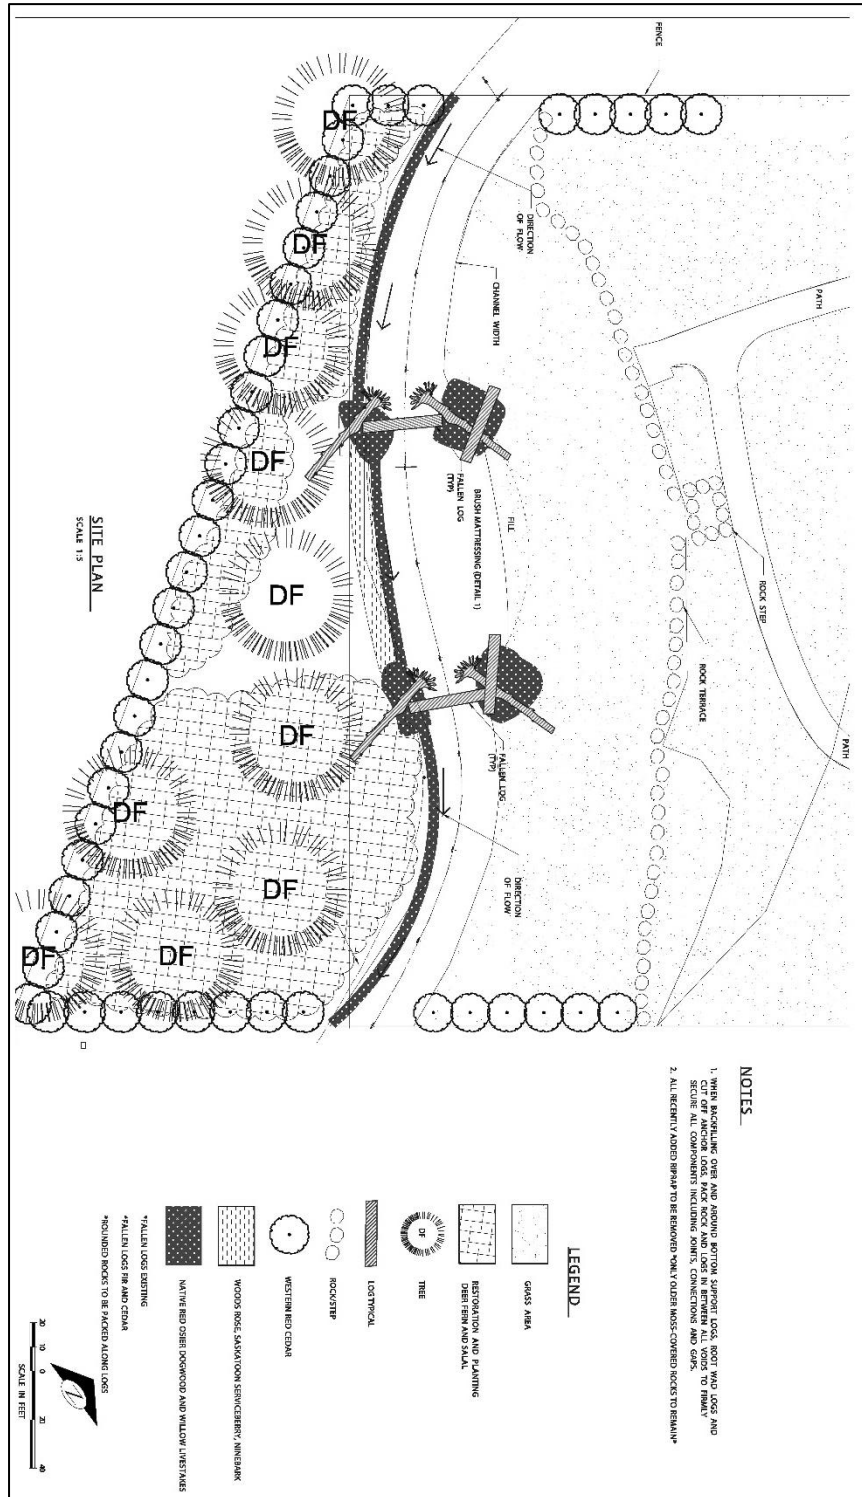 FENCE
DF
DIRECTION
OF FLOW
PATH
DF
CHANNEL WIDTH
DF
FALLEN LOG
(TYP)
BRUSH MATTRESSING (DETAIL 1)
FILL
DF
SITE PLAN
SCALE 1:5
DF
ROCK STEP
ROCK TERRACE
PATH
DF
FALLEN LOG
(TYP)
DF
DF
DIRECTION
OF FLOW
DF
DF
NOTES
1. WHEN BACKFILLING OVER AND AROUND BOTTOM SUPPORT LOGS, ROOT WAD LOGS AND
CUT OFF ANCHOR LOGS, PACK ROCK AND LOGS IN BETWEEN ALL VOIDS TO FIRMLY
SECURE ALL COMPONENTS INCLUDING JOINTS, CONNECTIONS AND GAPS.
2. ALL RECENTLY ADDED RIPRAP TO BE REMOVED *ONLY OLDER MOSS-COVERED ROCKS TO REMAIN*
LEGEND
GRASS AREA
RESTORATION AND PLANTING
DEER FERN AND SALAL
DF
TREE
LOG TYPICAL
ROCK/STEP
WESTERN RED CEDAR
WOODS ROSE, SASKATOON SERVICEBERRY, NINEBARK
NATIVE RED OSIER DOGWOOD AND WILLOW LIVESTAKES
*FALLEN LOGS EXISTING
*FALLEN LOGS FIR AND CEDAR
*ROUNDED ROCKS TO BE PACKED ALONG LOGS
20 10 0 20 40
SCALE IN FEET